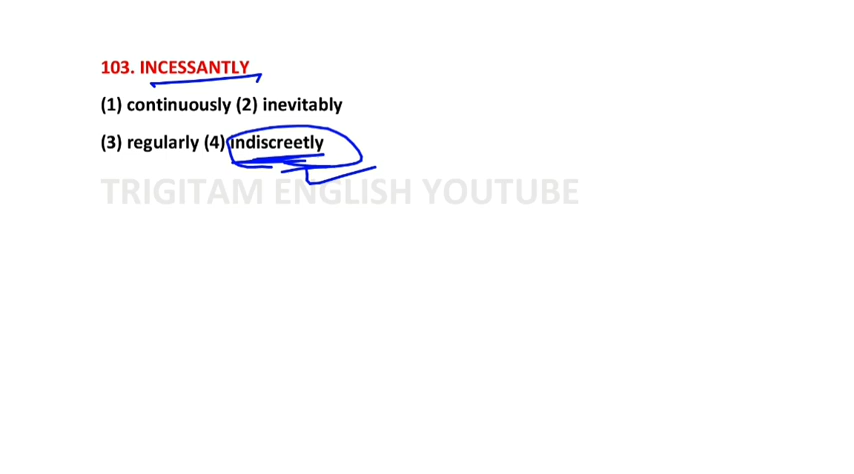 103. INCESSANTLY
(1) continuously (2) inevitably
(3) regularly (4) indiscreetly
TRIGITAM ENGLISH YOUTUBE